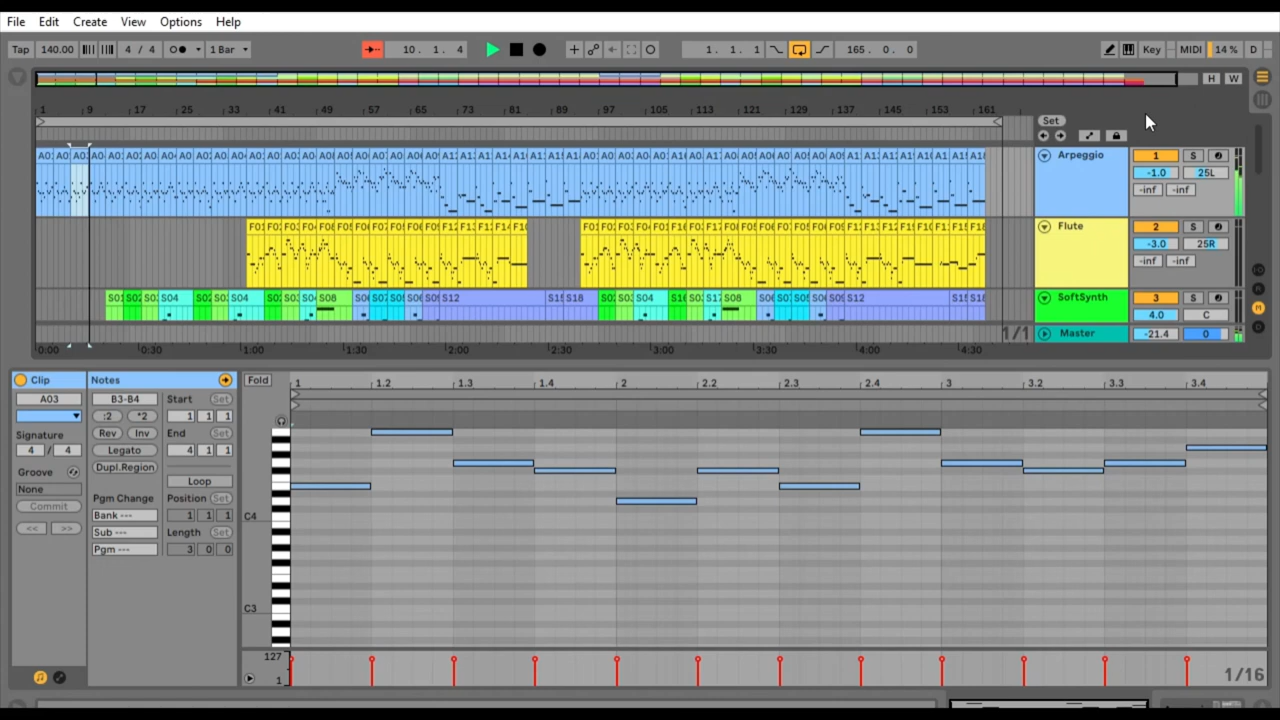 File Edit Create View Options Help
Tap 140.00 4 / 4 1 Bar 10. 1. 4 1. 1. 1 165. 0. 0 Key MIDI 14 % D
H W
1 9 17 25 33 41 49 57 65 73 81 89 97 105 113 121 129 137 145 153 161
Set
Arpeggio 1 S
-1.0 25L
-inf -inf
Flute 2 S
-3.0 25R
-inf -inf
S04 S04 S08 S12 S18 S04 S08 S12
SoftSynth 3 S
4.0 C
1/1 Master -21.4 0
0:00 0:30 1:00 1:30 2:00 2:30 3:00 3:30 4:00 4:30
Clip Notes Fold 1 1.2 1.3 1.4 2 2.2 2.3 2.4 3 3.2 3.3 3.4
A03 B3-B4 Start Set
:2 *2 1 1 1
Signature Rev Inv End Set
4 / 4 Legato 4 1 1
Groove Dupl.Region
None Loop
Commit Pgm Change Position Set
Bank --- 1 1 1
<< >> Sub --- Length Set
Pgm --- 3 0 0
C4
C3
127
1
1/16